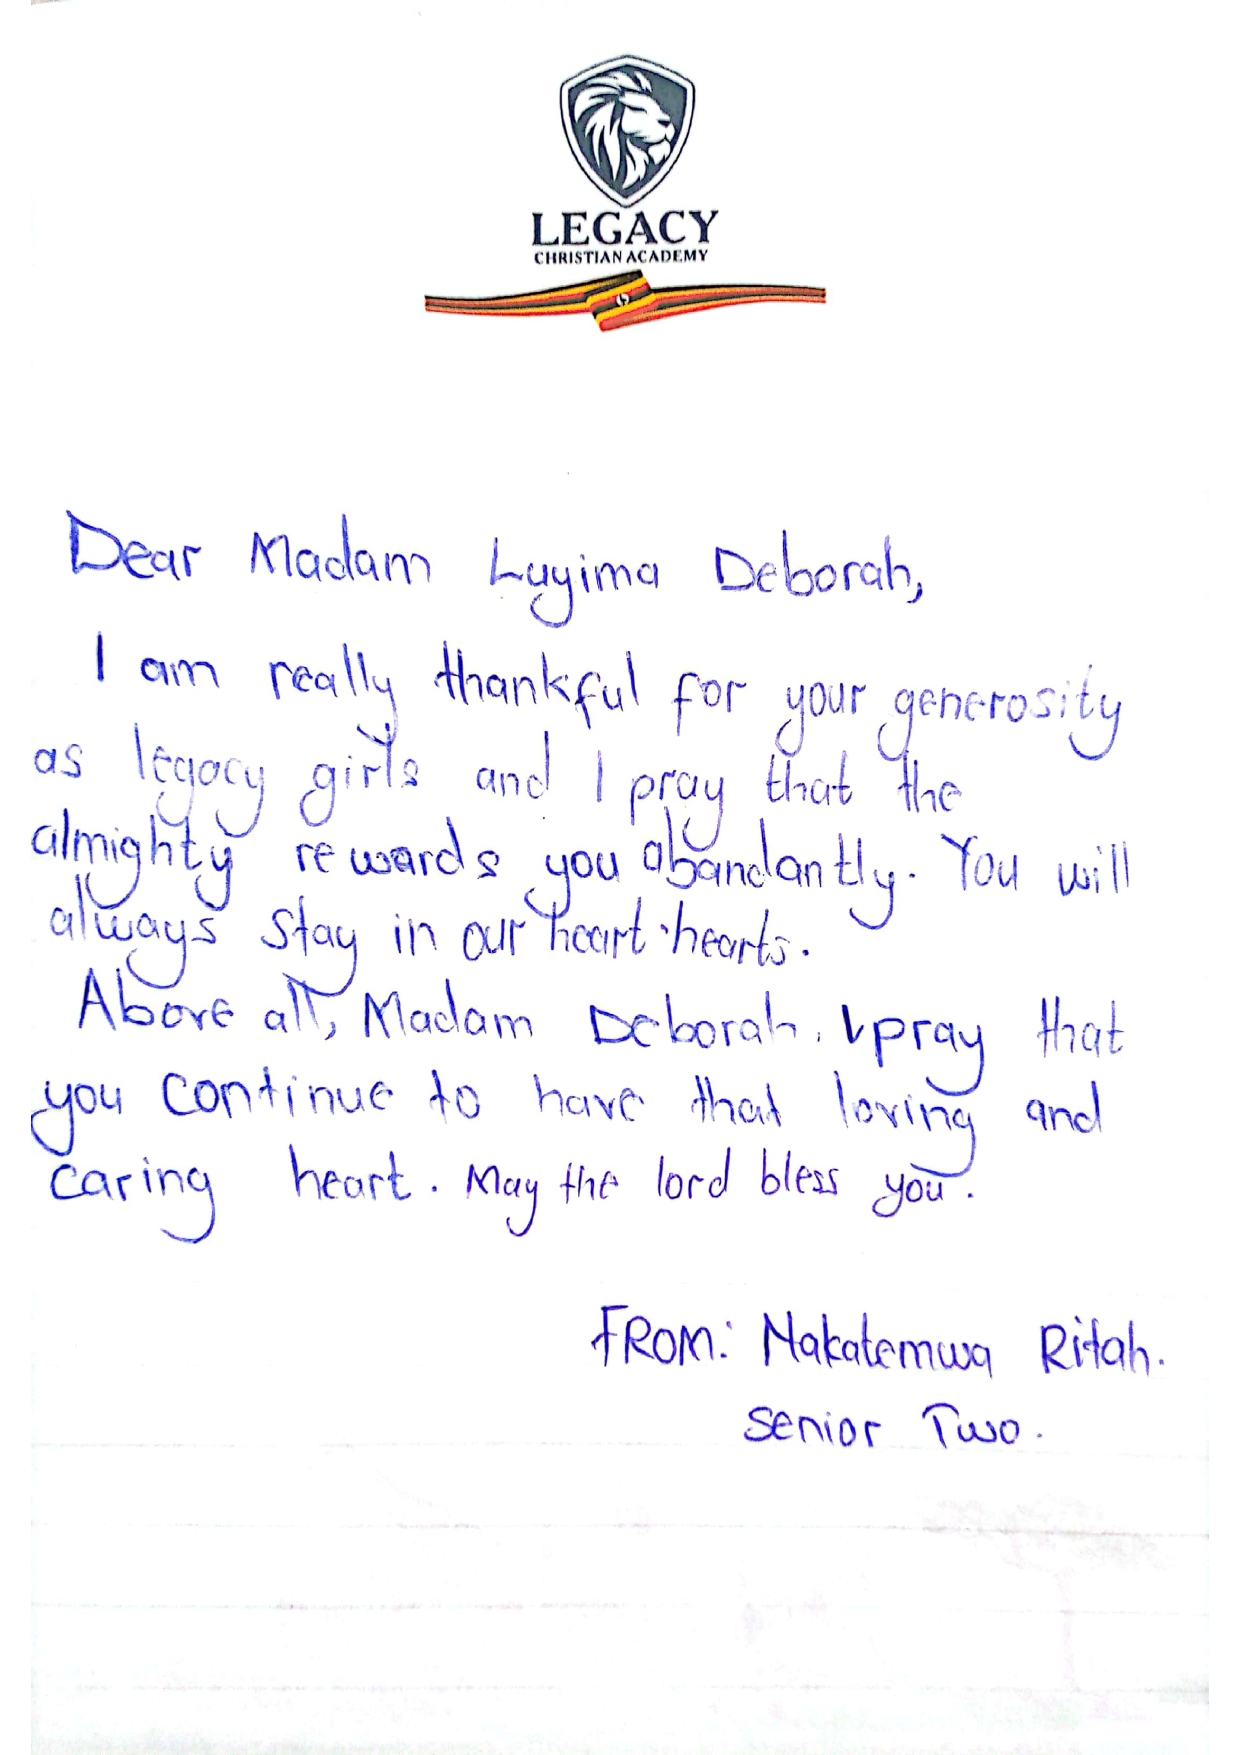 LEGACY
CHRISTIAN ACADEMY
Dear Madam Luyima Deborah,
I am really thankful for your generosity
as legacy girls and I pray that the
almighty rewards you abandantly. You will
always stay in our heart hearts.
Above all, Madam Deborah. I pray that
you continue to have that loving and
caring heart. May the lord bless you.
FROM: Nakatemwa Ritah.
Senior Two.